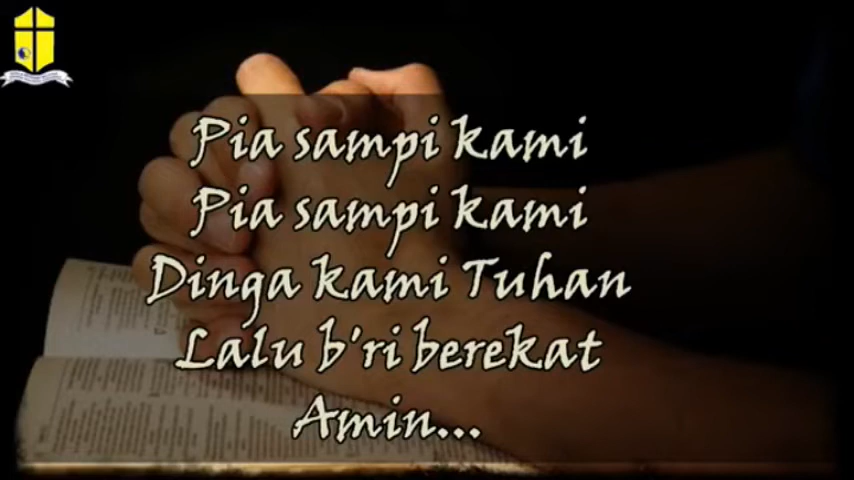 Pia sampi kami
Pia sampi kami
Dinga kami Tuhan
Lalu b'ri berekat
Amin...